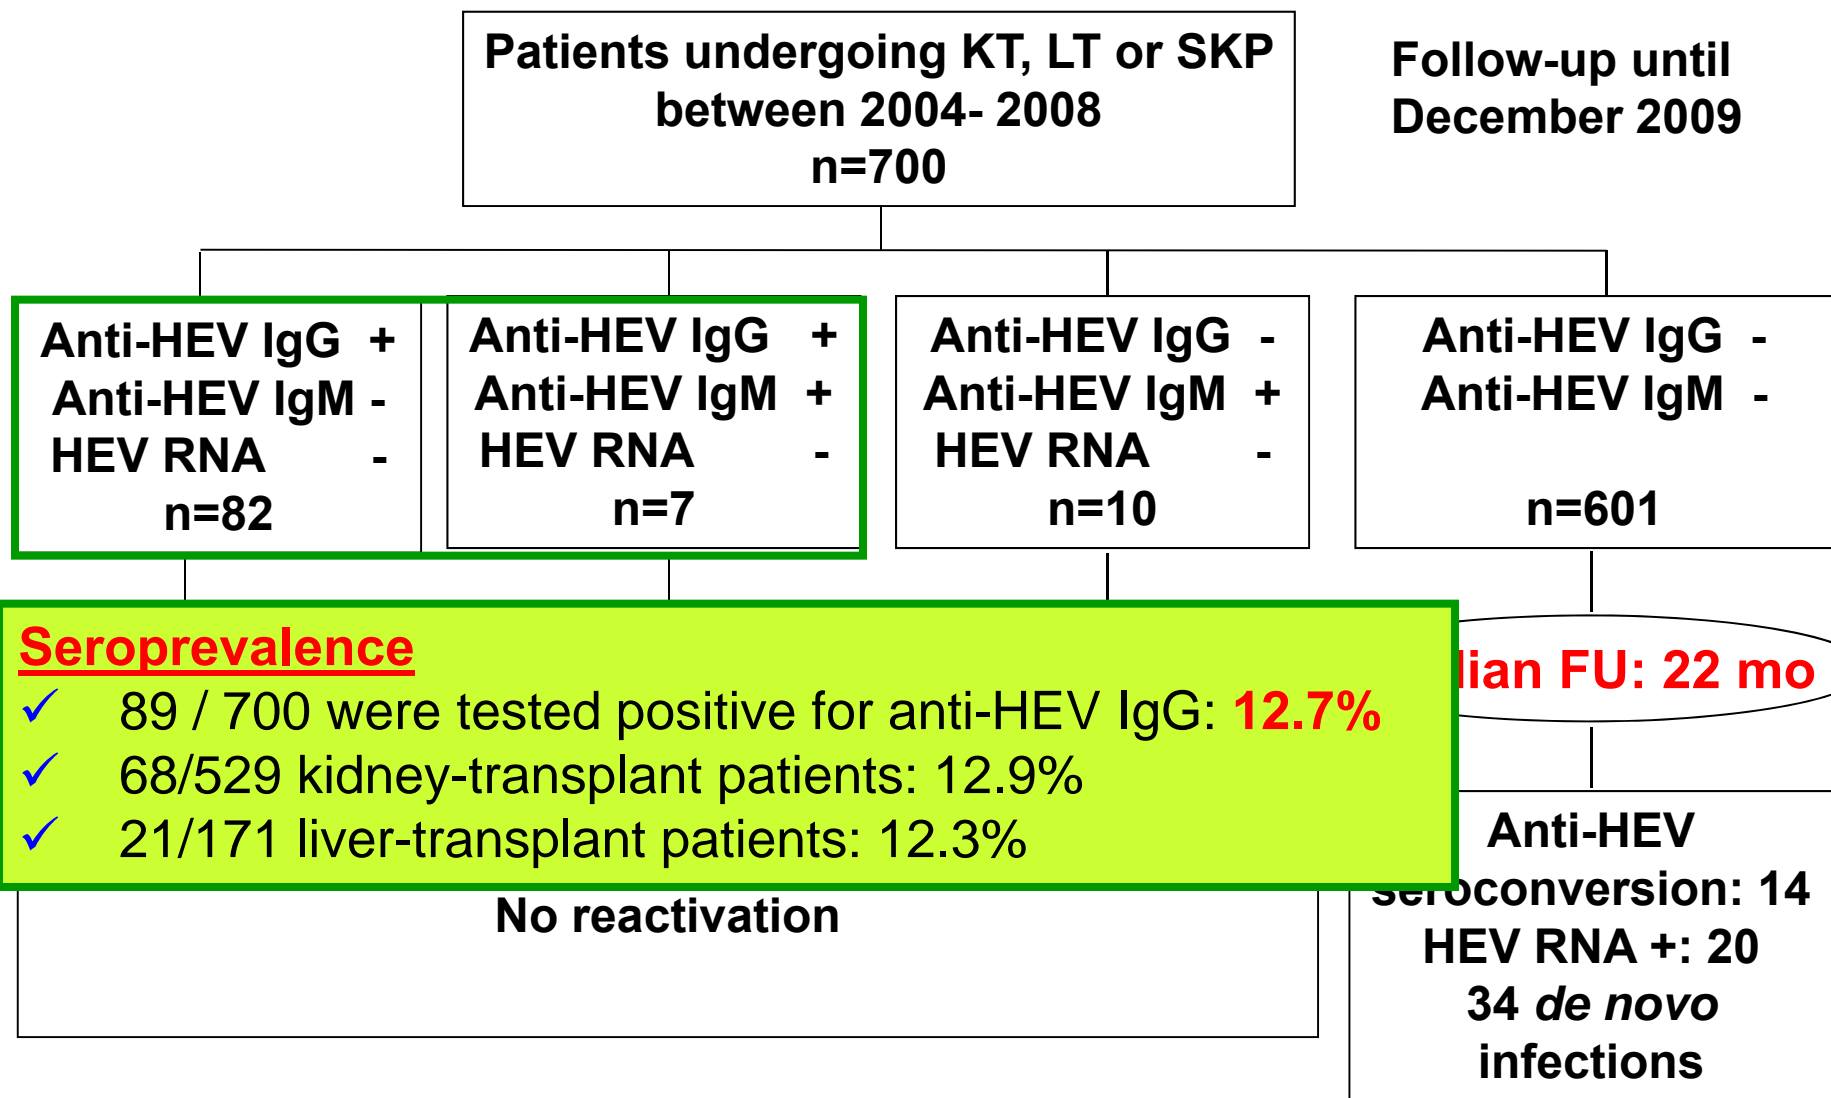 Patients undergoing KT, LT or SKP
between 2004- 2008
n=700
Follow-up until
December 2009
Anti-HEV IgG +
Anti-HEV IgM -
HEV RNA -
n=82
Anti-HEV IgG +
Anti-HEV IgM +
HEV RNA -
n=7
Anti-HEV IgG -
Anti-HEV IgM +
HEV RNA -
n=10
Anti-HEV IgG -
Anti-HEV IgM -
n=601
Seroprevalence
✓ 89 / 700 were tested positive for anti-HEV IgG: 12.7%
✓ 68/529 kidney-transplant patients: 12.9%
✓ 21/171 liver-transplant patients: 12.3%
FU: 22 mo
No reactivation
Anti-HEV
seroconversion: 14
HEV RNA +: 20
34 de novo
infections